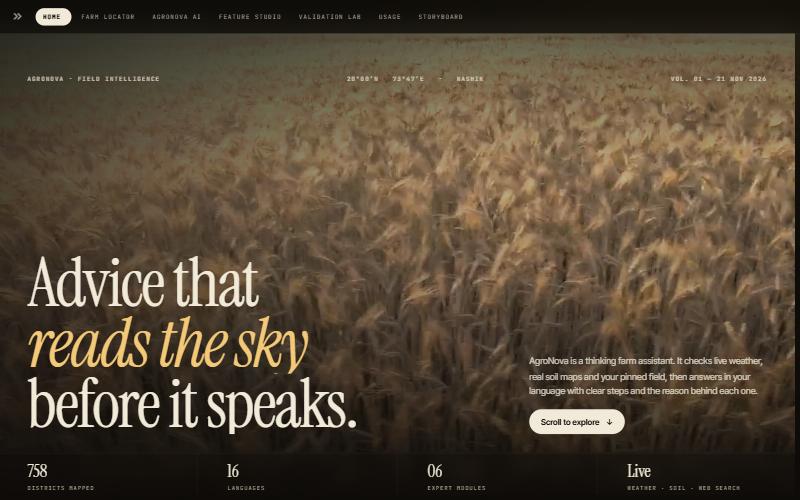 HOME FARM LOCATOR AGRONOVA AI FEATURE STUDIO VALIDATION LAB USAGE STORYBOARD
AGRONOVA · FIELD INTELLIGENCE
20°00'N 73°47'E · NASHIK
VOL. 01 — 21 NOV 2026
Advice that
reads the sky
before it speaks.
AgroNova is a thinking farm assistant. It checks live weather,
real soil maps and your pinned field, then answers in your
language with clear steps and the reason behind each one.
Scroll to explore ↓
758
DISTRICTS MAPPED
16
LANGUAGES
06
EXPERT MODULES
Live
WEATHER · SOIL · WEB SEARCH